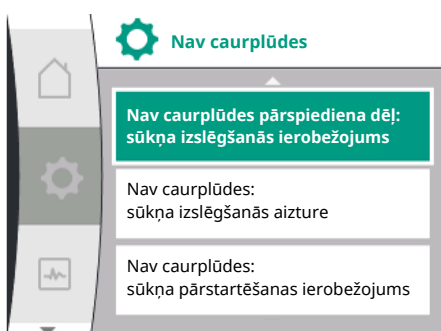 Nav caurplūdes
Nav caurplūdes pārspiediena dēļ:
sūkņa izslēgšanās ierobežojums
Nav caurplūdes:
sūkņa izslēgšanās aizture
Nav caurplūdes:
sūkņa pārstartēšanas ierobežojums